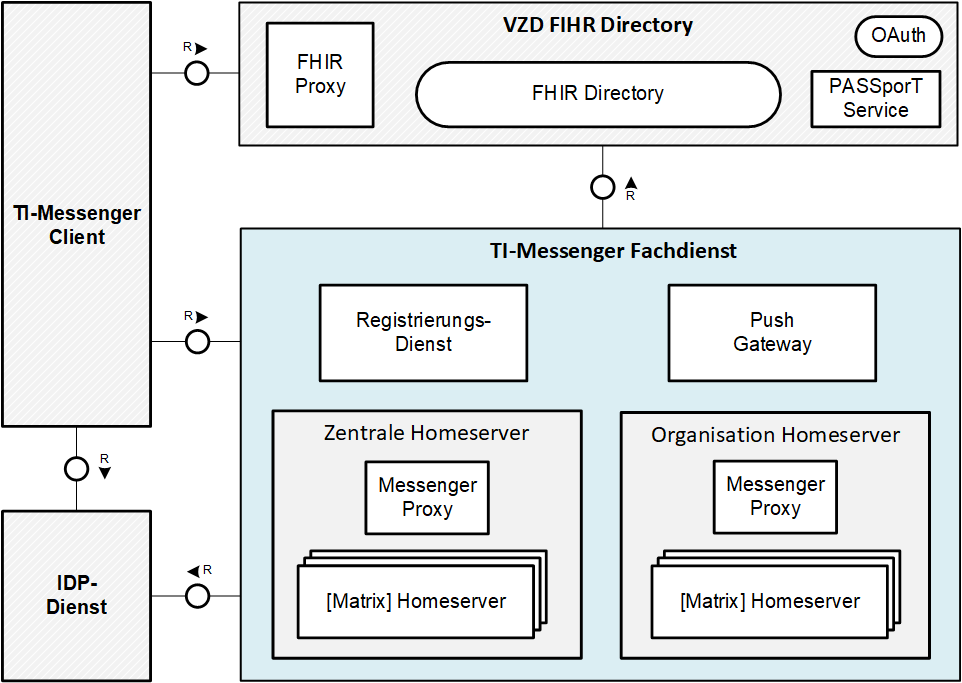 VZD FIHR Directory
OAuth
FHIR
Proxy
FHIR Directory
PASSporT
Service
R
R
TI-Messenger
Client
TI-Messenger Fachdienst
R
Registrierungs-
Dienst
Push
Gateway
Zentrale Homeserver
Organisation Homeserver
R
Messenger
Proxy
Messenger
Proxy
IDP-
Dienst
R
[Matrix] Homeserver
[Matrix] Homeserver